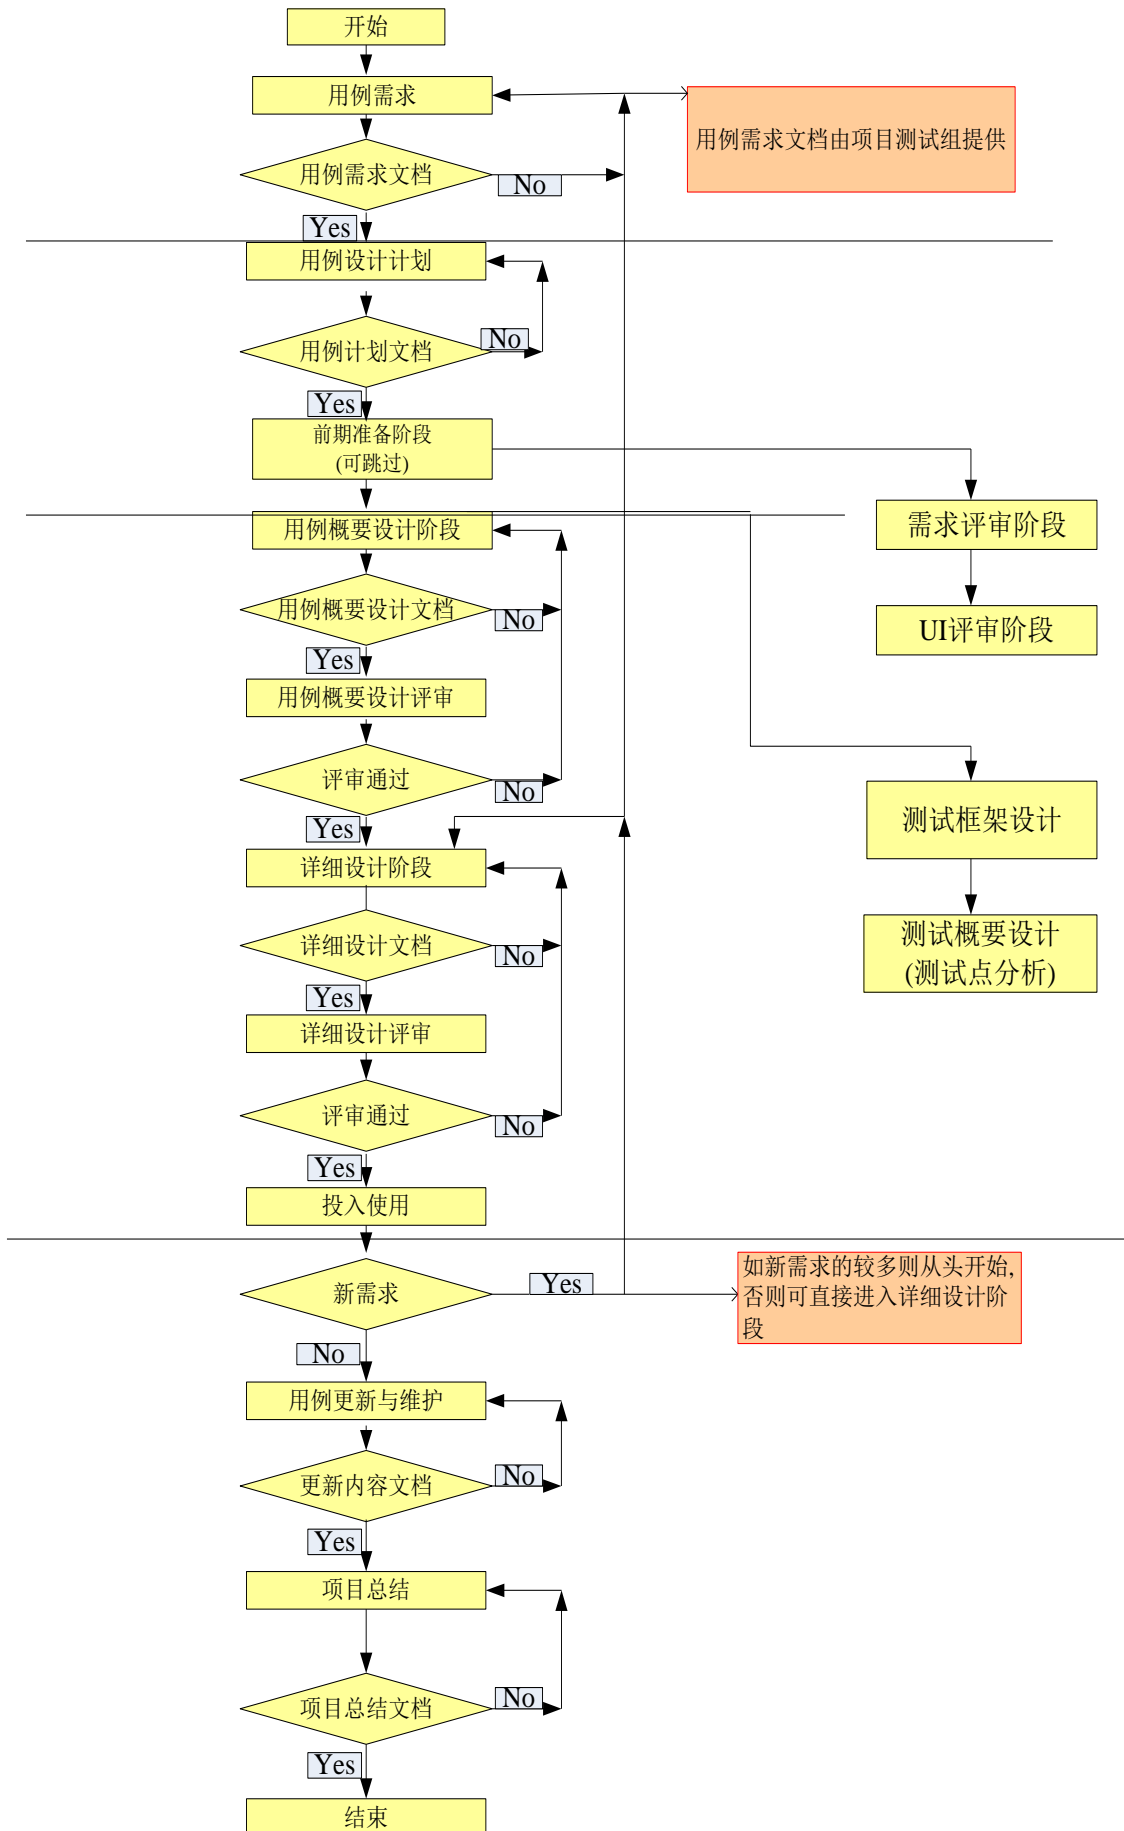 开始
用例需求
用例需求文档由项目测试组提供
用例需求文档
No
Yes
用例设计计划
No
用例计划文档
Yes
前期准备阶段
(可跳过)
需求评审阶段
用例概要设计阶段
用例概要设计文档
No
UI评审阶段
Yes
用例概要设计评审
评审通过
No
测试框架设计
Yes
详细设计阶段
测试概要设计
(测试点分析)
详细设计文档
No
Yes
详细设计评审
评审通过
No
Yes
投入使用
如新需求的较多则从头开始,
否则可直接进入详细设计阶
段
新需求
Yes
No
用例更新与维护
更新内容文档
No
Yes
项目总结
项目总结文档
No
Yes
结束